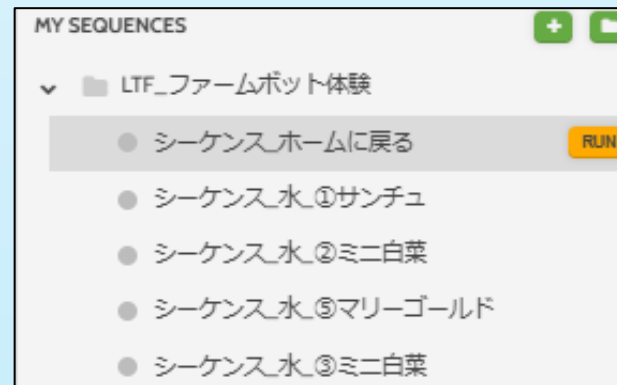 MY SEQUENCES
LTF_ファームボット体験
シーケンス_ホームに戻る RUN
シーケンス_水_①サンチュ
シーケンス_水_②ミニ白菜
シーケンス_水_⑤マリーゴールド
シーケンス_水_③ミニ白菜